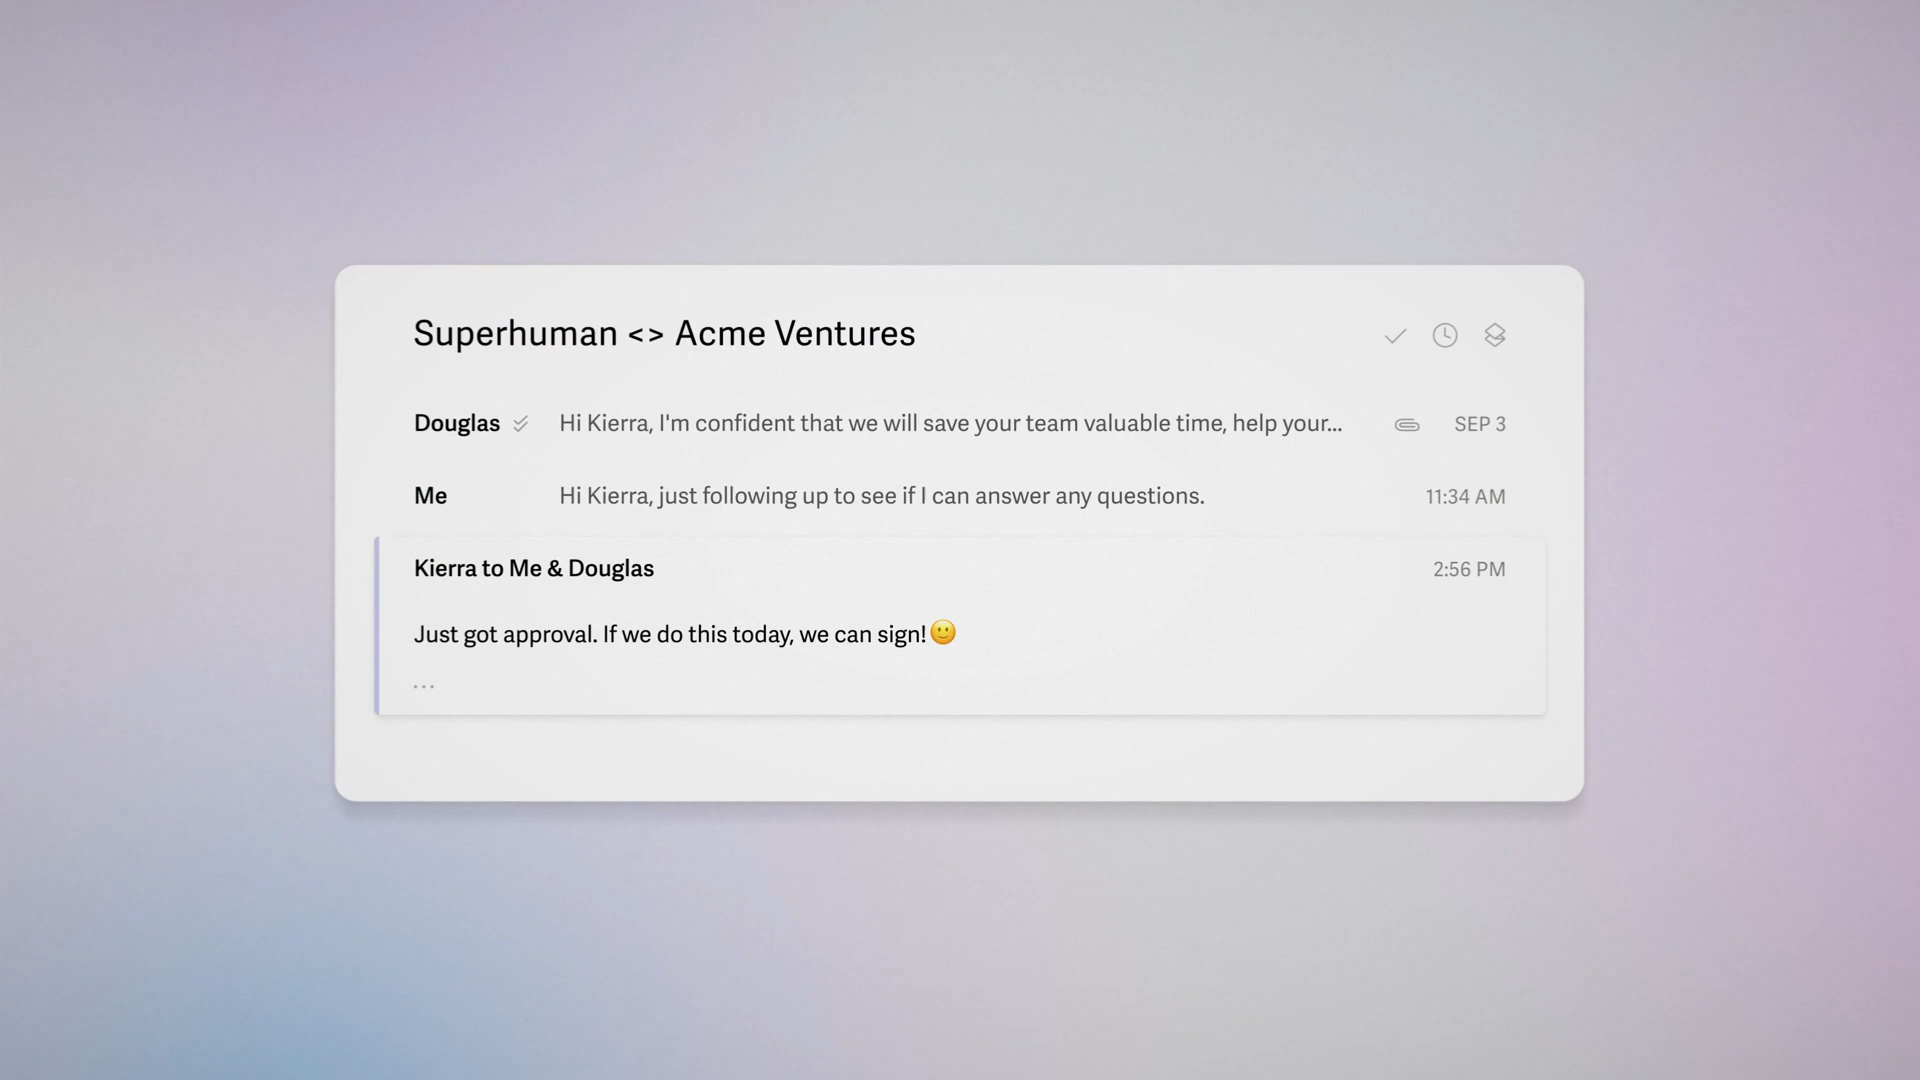 Superhuman <> Acme Ventures
Douglas Hi Kierra, I'm confident that we will save your team valuable time, help your... SEP 3
Me Hi Kierra, just following up to see if I can answer any questions. 11:34 AM
Kierra to Me & Douglas 2:56 PM
Just got approval. If we do this today, we can sign!🙂
...